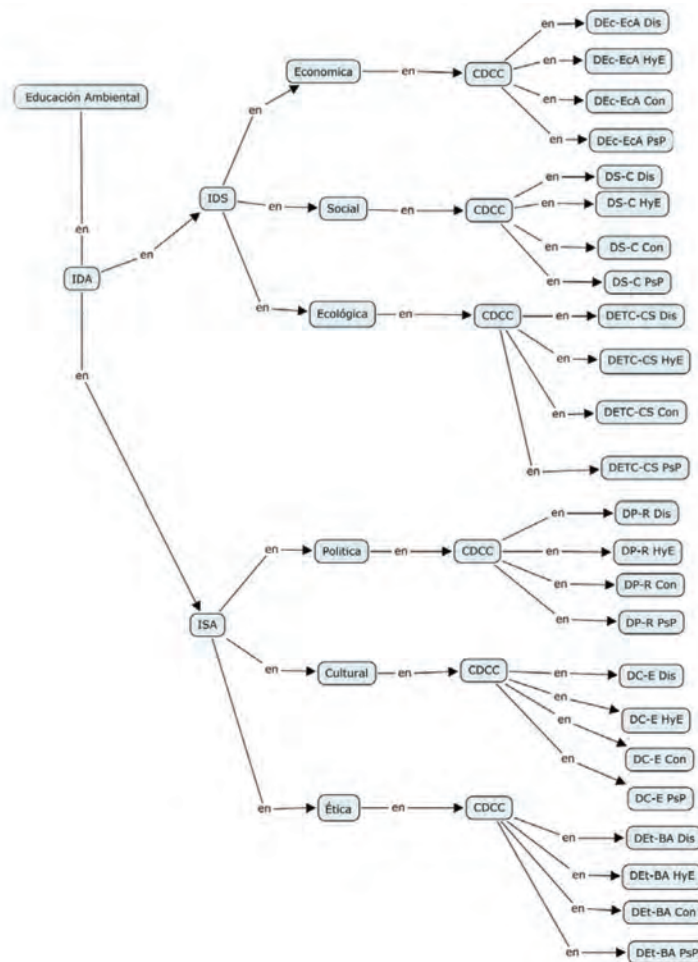 Educación Ambiental
en
IDA
en
en
IDS
en
Economica
en
CDCC
en
DEc-EcA Dis
en
DEc-EcA HyE
en
DEc-EcA Con
en
DEc-EcA PsP
en
Social
en
CDCC
en
DS-C Dis
en
DS-C HyE
en
DS-C Con
en
DS-C PsP
en
Ecológica
en
CDCC
en
DETC-CS Dis
en
DETC-CS HyE
en
DETC-CS Con
en
DETC-CS PsP
ISA
en
Politica
en
CDCC
en
DP-R Dis
en
DP-R HyE
en
DP-R Con
en
DP-R PsP
en
Cultural
en
CDCC
en
DC-E Dis
en
DC-E HyE
en
DC-E Con
en
DC-E PsP
en
Ética
en
CDCC
en
DEt-BA Dis
en
DEt-BA HyE
en
DEt-BA Con
en
DEt-BA PsP